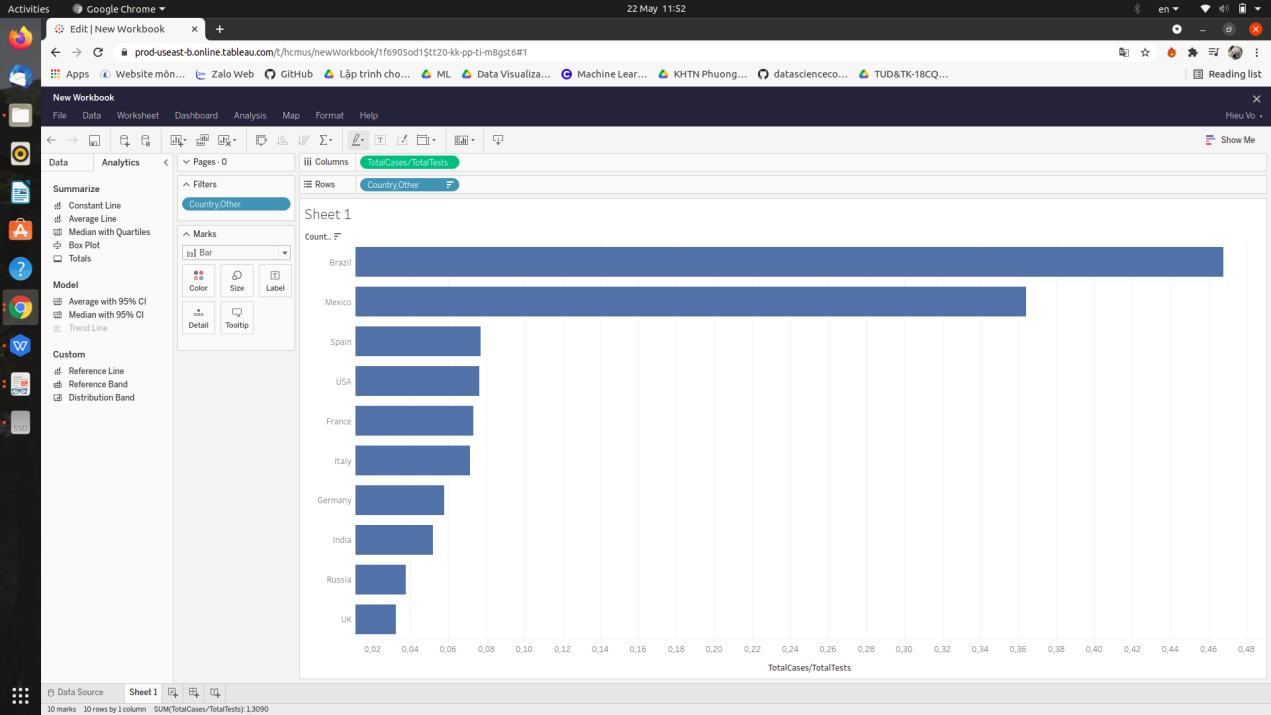 Activities Google Chrome 22 May 11:52 en
Edit | New Workbook
prod-useast-b.online.tableau.com/t/hcmus/newWorkbook/1f6905od1$tt20-kk-pp-ti-m8gst6#1
Apps Website môn... Zalo Web GitHub Lập trình cho... ML Data Visualiza... Machine Lear... KHTN Phuong... datascienceco... TUD&TK-18CQ... Reading list
New Workbook
File Data Worksheet Dashboard Analysis Map Format Help Hieu Vo
Show Me
Data Analytics
Pages · 0
Columns TotalCases/TotalTests
Rows Country,Other
Summarize
Constant Line
Average Line
Median with Quartiles
Box Plot
Totals
Model
Average with 95% CI
Median with 95% CI
Trend Line
Custom
Reference Line
Reference Band
Distribution Band
Filters
Country,Other
Marks
Bar
Color Size Label
Detail Tooltip
Sheet 1
Count..
Brazil
Mexico
Spain
USA
France
Italy
Germany
India
Russia
UK
0,02 0,04 0,06 0,08 0,10 0,12 0,14 0,16 0,18 0,20 0,22 0,24 0,26 0,28 0,30 0,32 0,34 0,36 0,38 0,40 0,42 0,44 0,46 0,48
TotalCases/TotalTests
Data Source Sheet 1
10 marks 10 rows by 1 column SUM(TotalCases/TotalTests): 1,3090
SSD